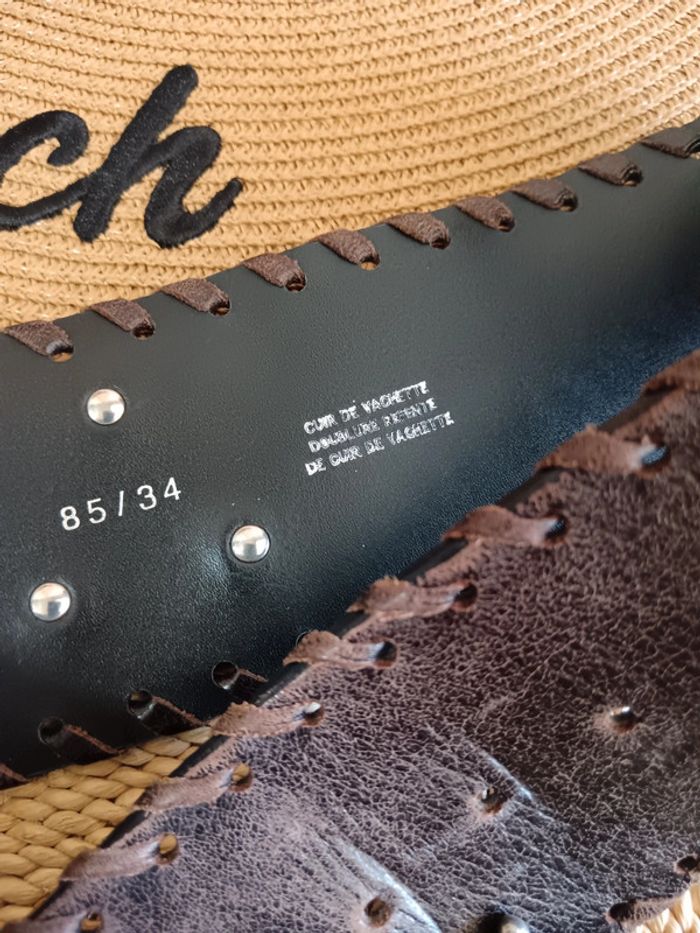 ch
CUIR DE VACHETTE
DOUBLURE REFENTE
DE CUIR DE VACHETTE
85/34